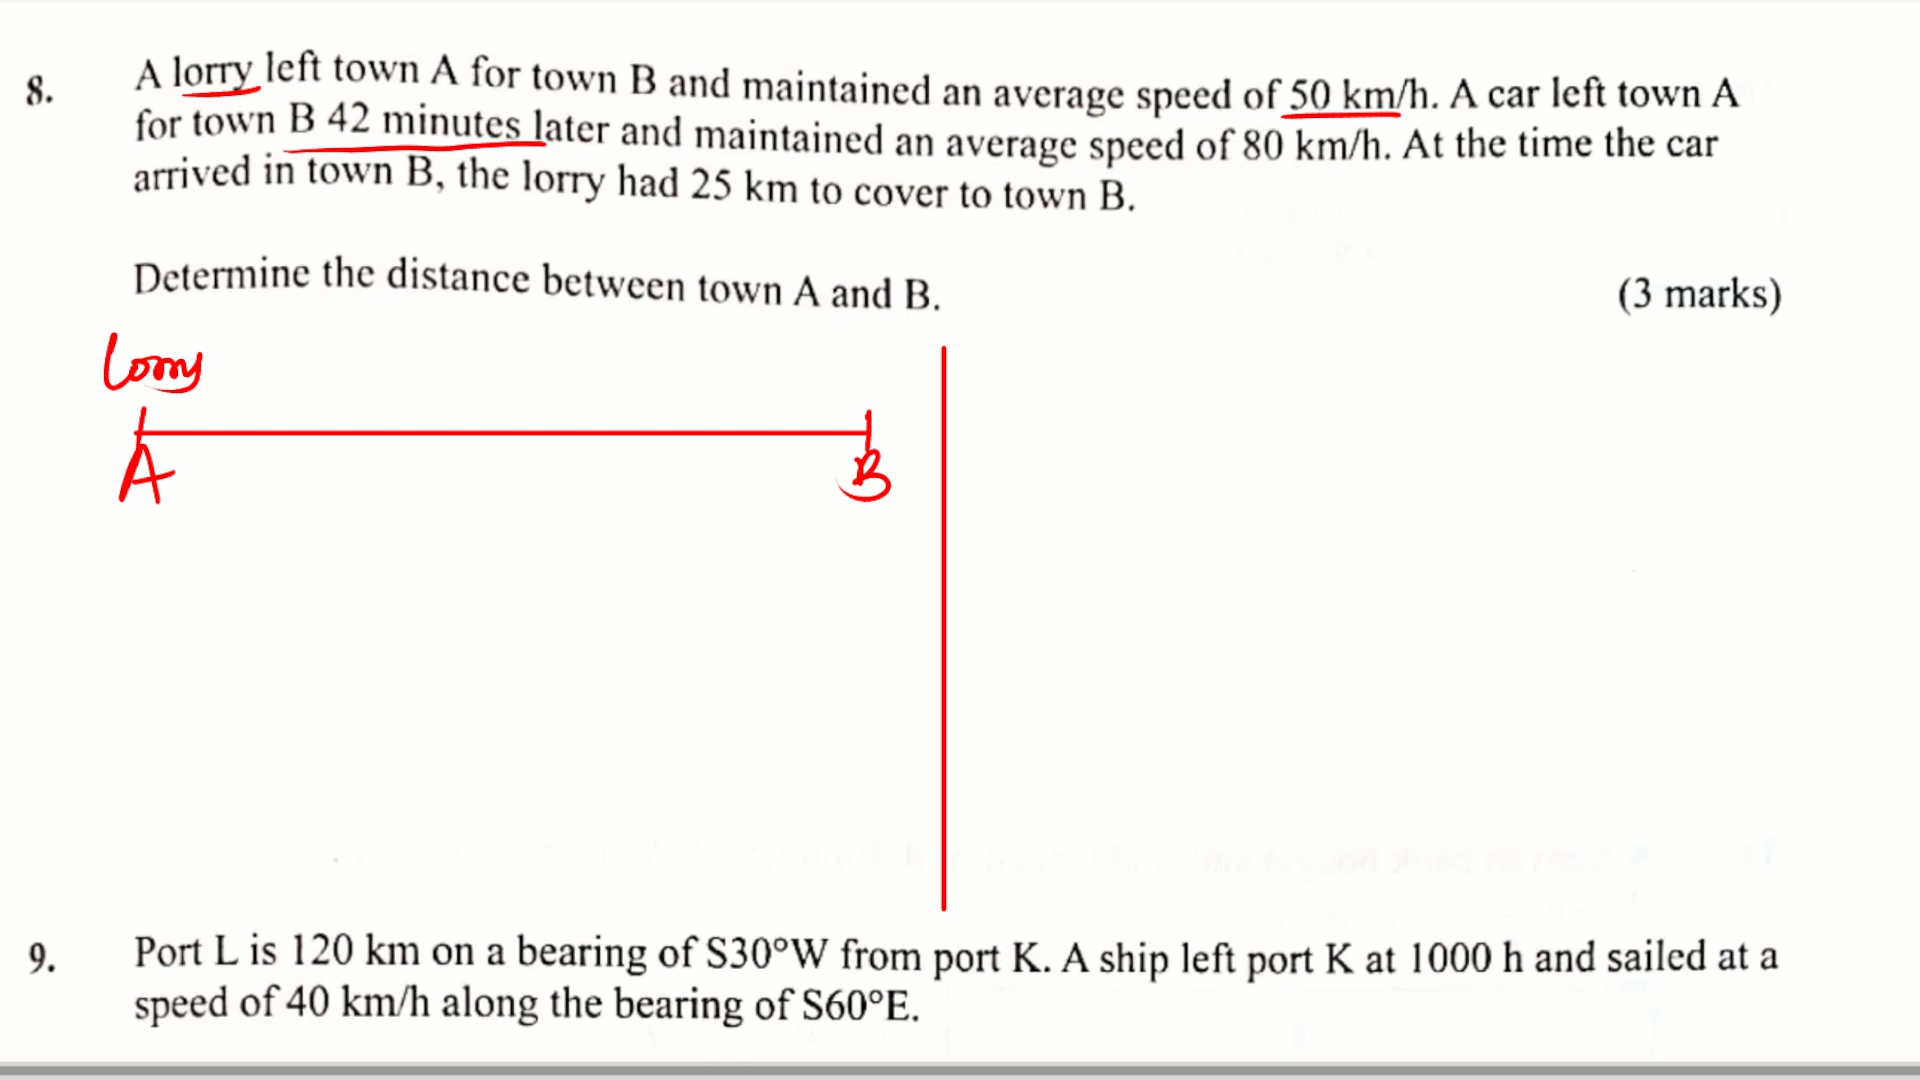 8. A lorry left town A for town B and maintained an average speed of 50 km/h. A car left town A
for town B 42 minutes later and maintained an average speed of 80 km/h. At the time the car
arrived in town B, the lorry had 25 km to cover to town B.
Determine the distance between town A and B. (3 marks)
Lorry
A B
9. Port L is 120 km on a bearing of S30°W from port K. A ship left port K at 1000 h and sailed at a
speed of 40 km/h along the bearing of S60°E.